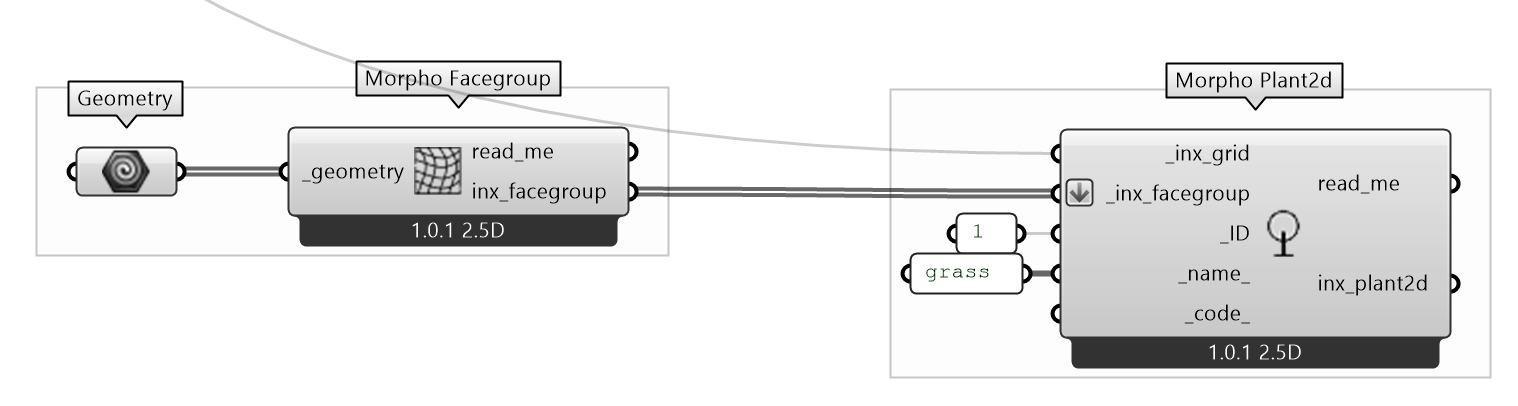 Geometry
Morpho Facegroup
_geometry
read_me
inx_facegroup
1.0.1 2.5D
Morpho Plant2d
_inx_grid
_inx_facegroup
1
_ID
grass
_name_
_code_
read_me
inx_plant2d
1.0.1 2.5D